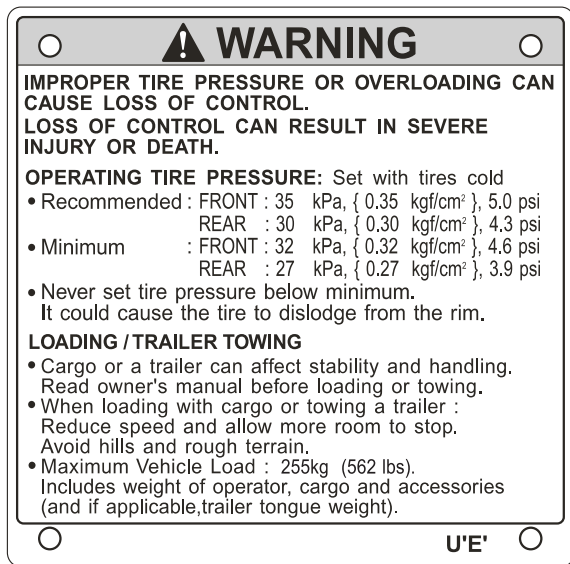 WARNING
IMPROPER TIRE PRESSURE OR OVERLOADING CAN
CAUSE LOSS OF CONTROL.
LOSS OF CONTROL CAN RESULT IN SEVERE
INJURY OR DEATH.
OPERATING TIRE PRESSURE: Set with tires cold
• Recommended : FRONT : 35 kPa, { 0.35 kgf/cm² }, 5.0 psi
REAR : 30 kPa, { 0.30 kgf/cm² }, 4.3 psi
• Minimum : FRONT : 32 kPa, { 0.32 kgf/cm² }, 4.6 psi
REAR : 27 kPa, { 0.27 kgf/cm² }, 3.9 psi
• Never set tire pressure below minimum.
It could cause the tire to dislodge from the rim.
LOADING / TRAILER TOWING
• Cargo or a trailer can affect stability and handling.
Read owner's manual before loading or towing.
• When loading with cargo or towing a trailer :
Reduce speed and allow more room to stop.
Avoid hills and rough terrain.
• Maximum Vehicle Load : 255kg (562 lbs).
Includes weight of operator, cargo and accessories
(and if applicable,trailer tongue weight).
U'E'